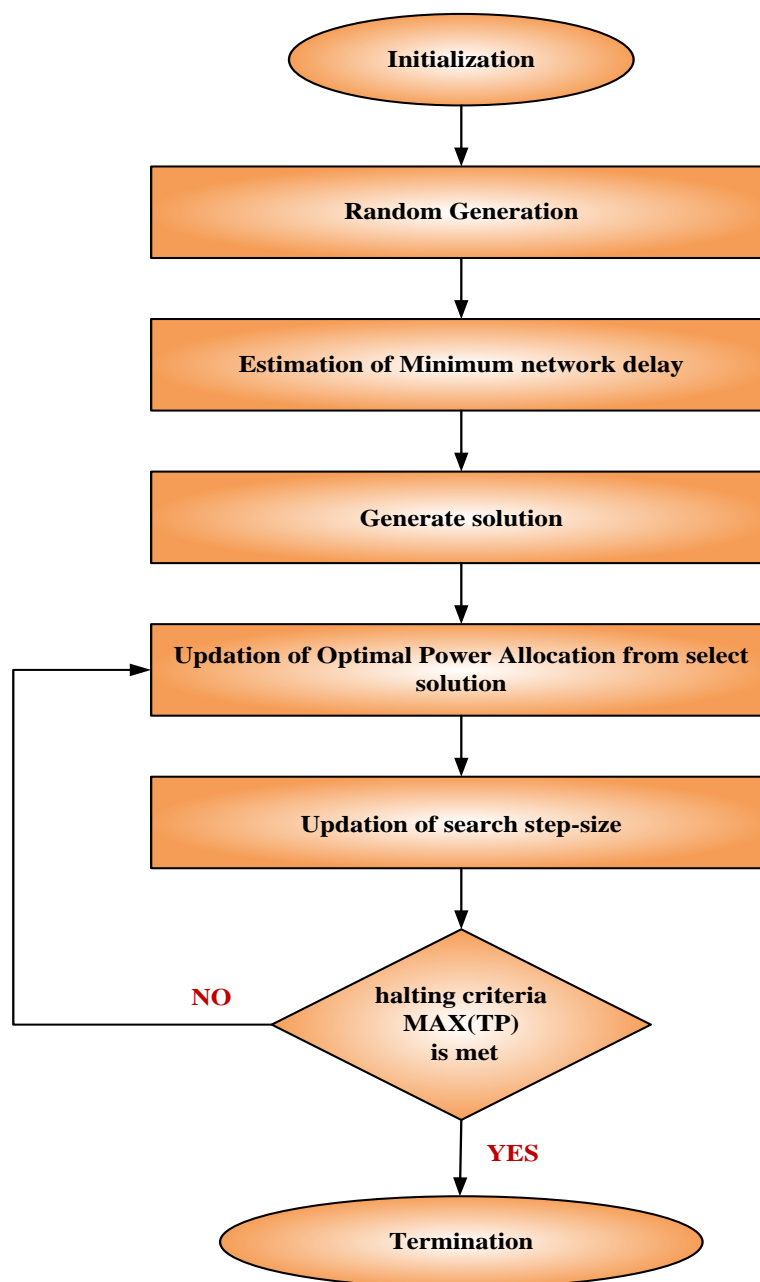 Initialization
Random Generation
Estimation of Minimum network delay
Generate solution
Updation of Optimal Power Allocation from select
solution
Updation of search step-size
halting criteria
MAX(TP)
is met
NO
YES
Termination